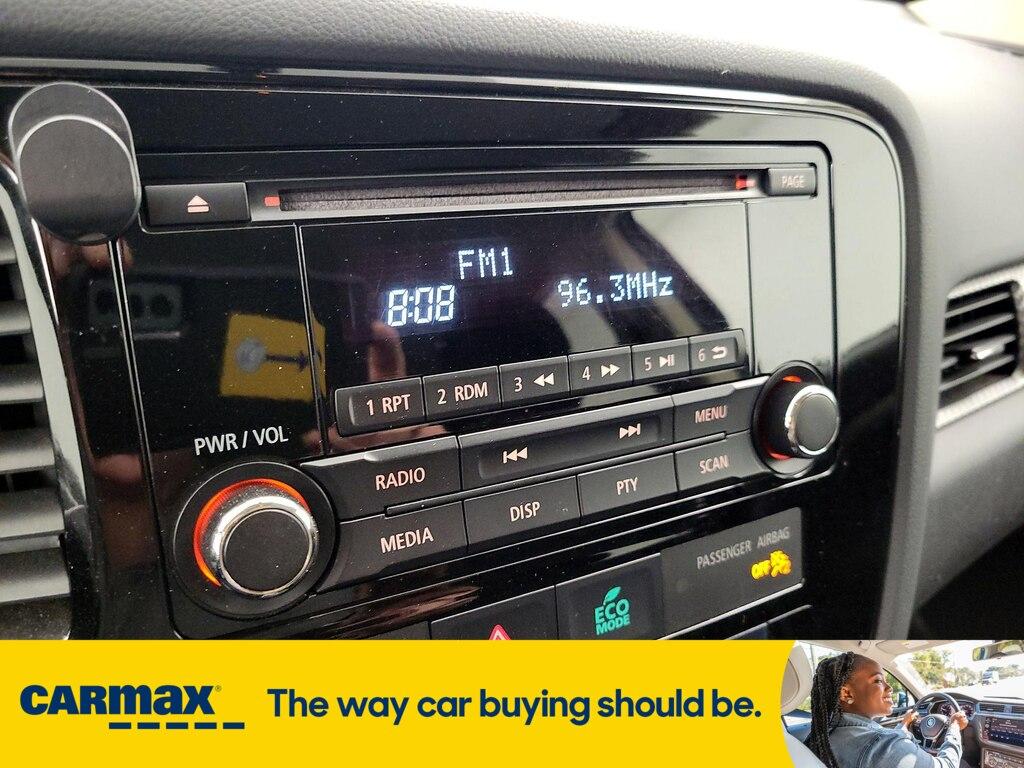 PAGE
FM1
8:08 96.3MHz
1 RPT 2 RDM 3 4 5 6
PWR / VOL
RADIO MENU
MEDIA DISP PTY SCAN
PASSENGER AIRBAG
OFF
ECO
MODE
CARMAX®
The way car buying should be.